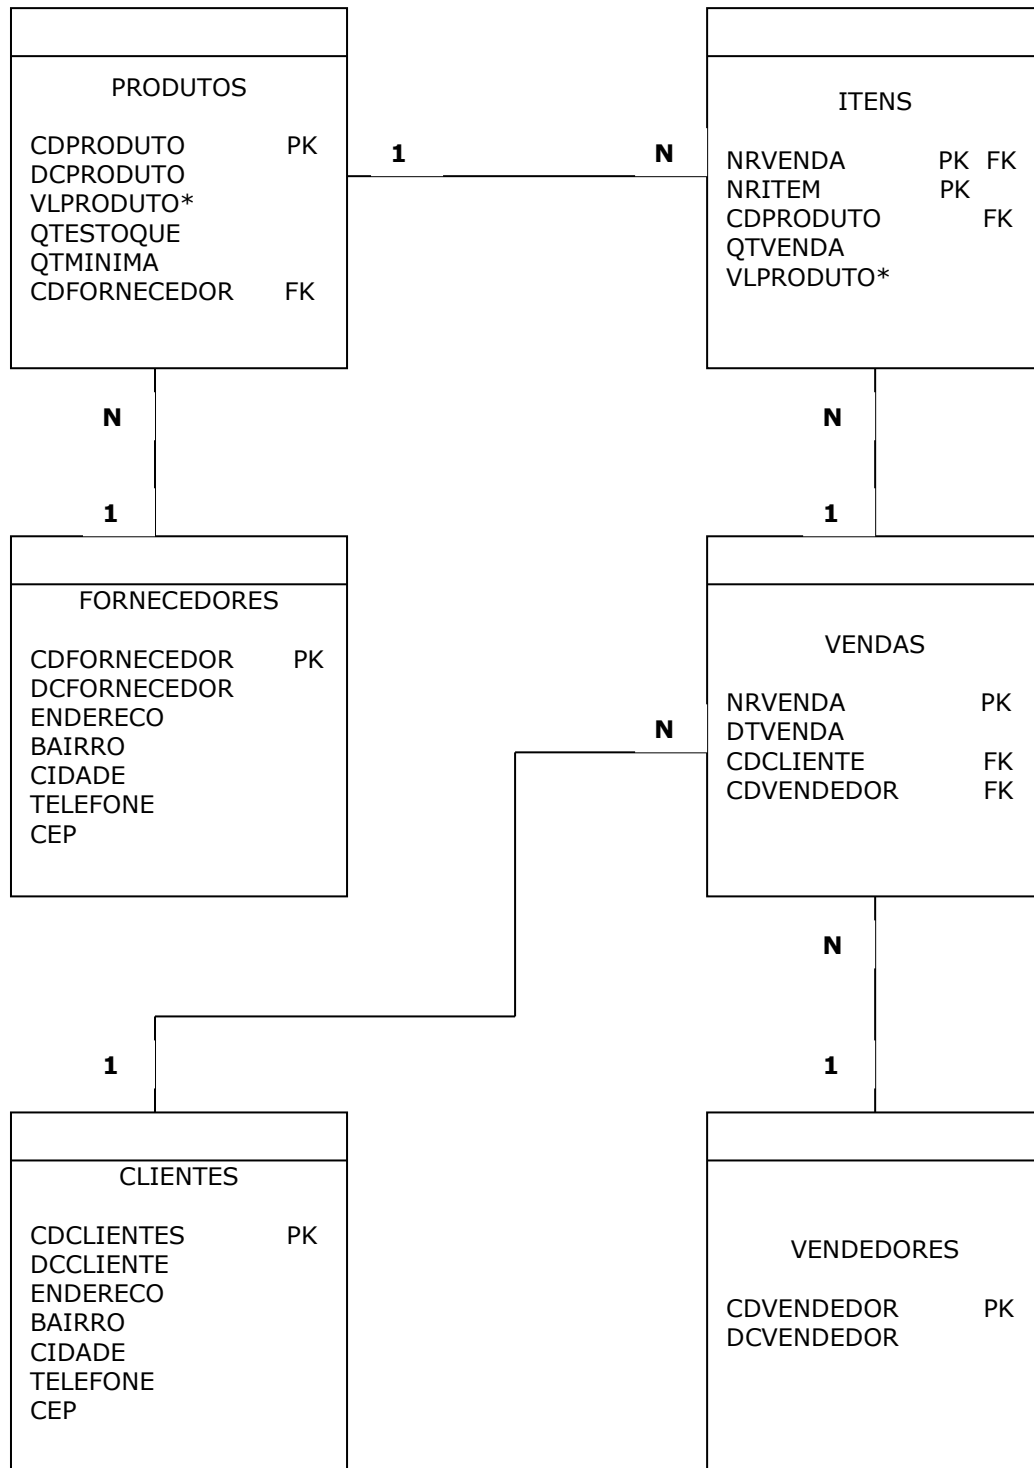 PRODUTOS
CDPRODUTO PK
DCPRODUTO
VLPRODUTO*
QTESTOQUE
QTMINIMA
CDFORNECEDOR FK
1
N
ITENS
NRVENDA PK FK
NRITEM PK
CDPRODUTO FK
QTVENDA
VLPRODUTO*
N
1
N
1
FORNECEDORES
CDFORNECEDOR PK
DCFORNECEDOR
ENDERECO
BAIRRO
CIDADE
TELEFONE
CEP
VENDAS
NRVENDA PK
DTVENDA
CDCLIENTE FK
CDVENDEDOR FK
N
1
N
1
CLIENTES
CDCLIENTES PK
DCCLIENTE
ENDERECO
BAIRRO
CIDADE
TELEFONE
CEP
VENDEDORES
CDVENDEDOR PK
DCVENDEDOR